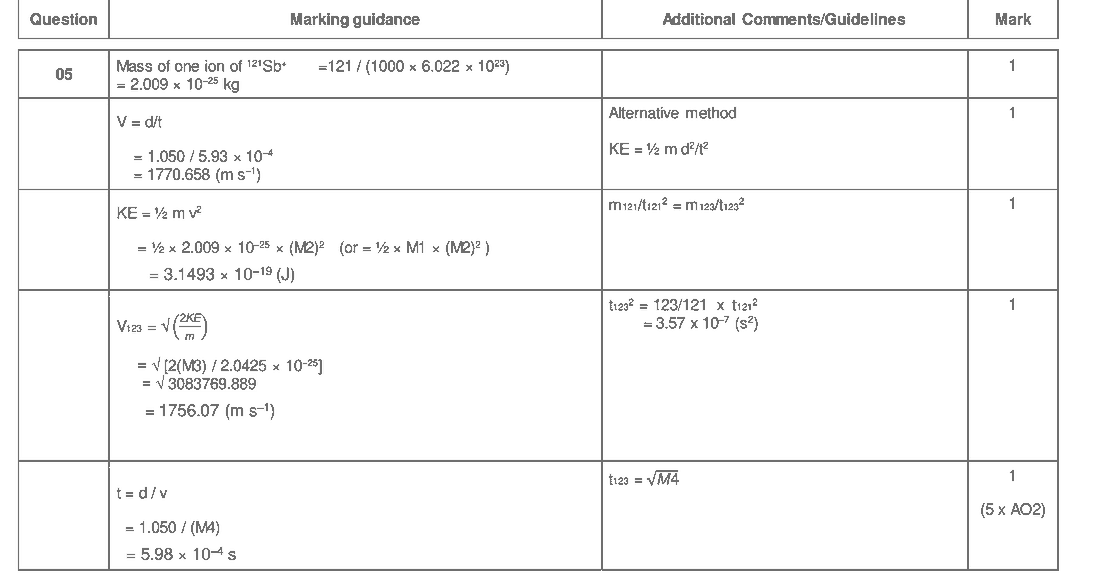 Question Marking guidance Additional Comments/Guidelines Mark
05 Mass of one ion of ¹²¹Sb⁺ =121 / (1000 × 6.022 × 10²³) 1
= 2.009 × 10⁻²⁵ kg
V = d/t
= 1.050 / 5.93 × 10⁻⁴
= 1770.658 (m s⁻¹)
Alternative method
KE = ½ m d²/t²
1
KE = ½ m v²
= ½ × 2.009 × 10⁻²⁵ × (M2)² (or = ½ × M1 × (M2)² )
= 3.1493 × 10⁻¹⁹ (J)
m₁₂₁/t₁₂₁² = m₁₂₃/t₁₂₃²
1
V₁₂₃ = √(2KE/m)
= √ [2(M3) / 2.0425 × 10⁻²⁵]
= √ 3083769.889
= 1756.07 (m s⁻¹)
t₁₂₃² = 123/121 x t₁₂₁²
= 3.57 x 10⁻⁷ (s²)
1
t = d / v
= 1.050 / (M4)
= 5.98 × 10⁻⁴ s
t₁₂₃ = √M4
1
(5 x AO2)